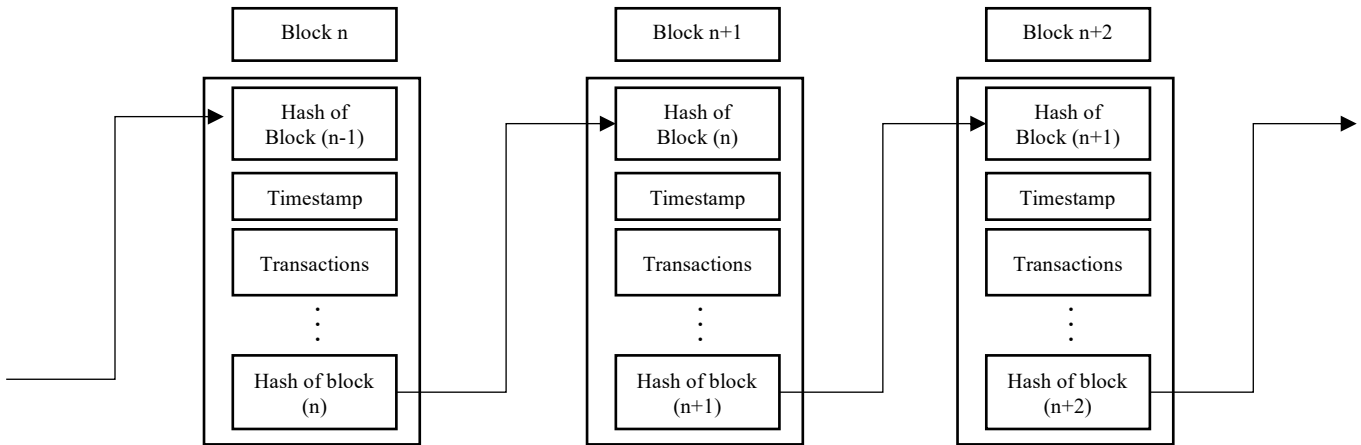 Block n
Block n+1
Block n+2
Hash of
Block (n-1)
Timestamp
Transactions
Hash of block
(n)
Hash of
Block (n)
Timestamp
Transactions
Hash of block
(n+1)
Hash of
Block (n+1)
Timestamp
Transactions
Hash of block
(n+2)